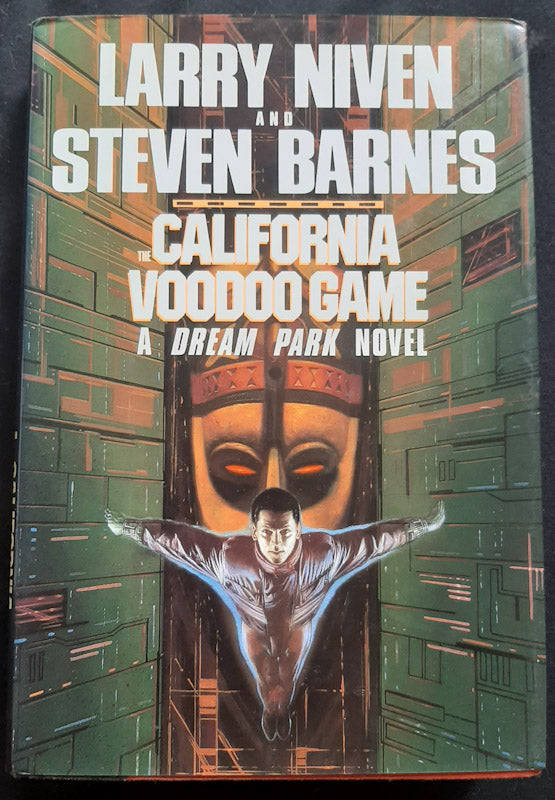 LARRY NIVEN
AND
STEVEN BARNES
THE CALIFORNIA
VOODOO GAME
A DREAM PARK NOVEL